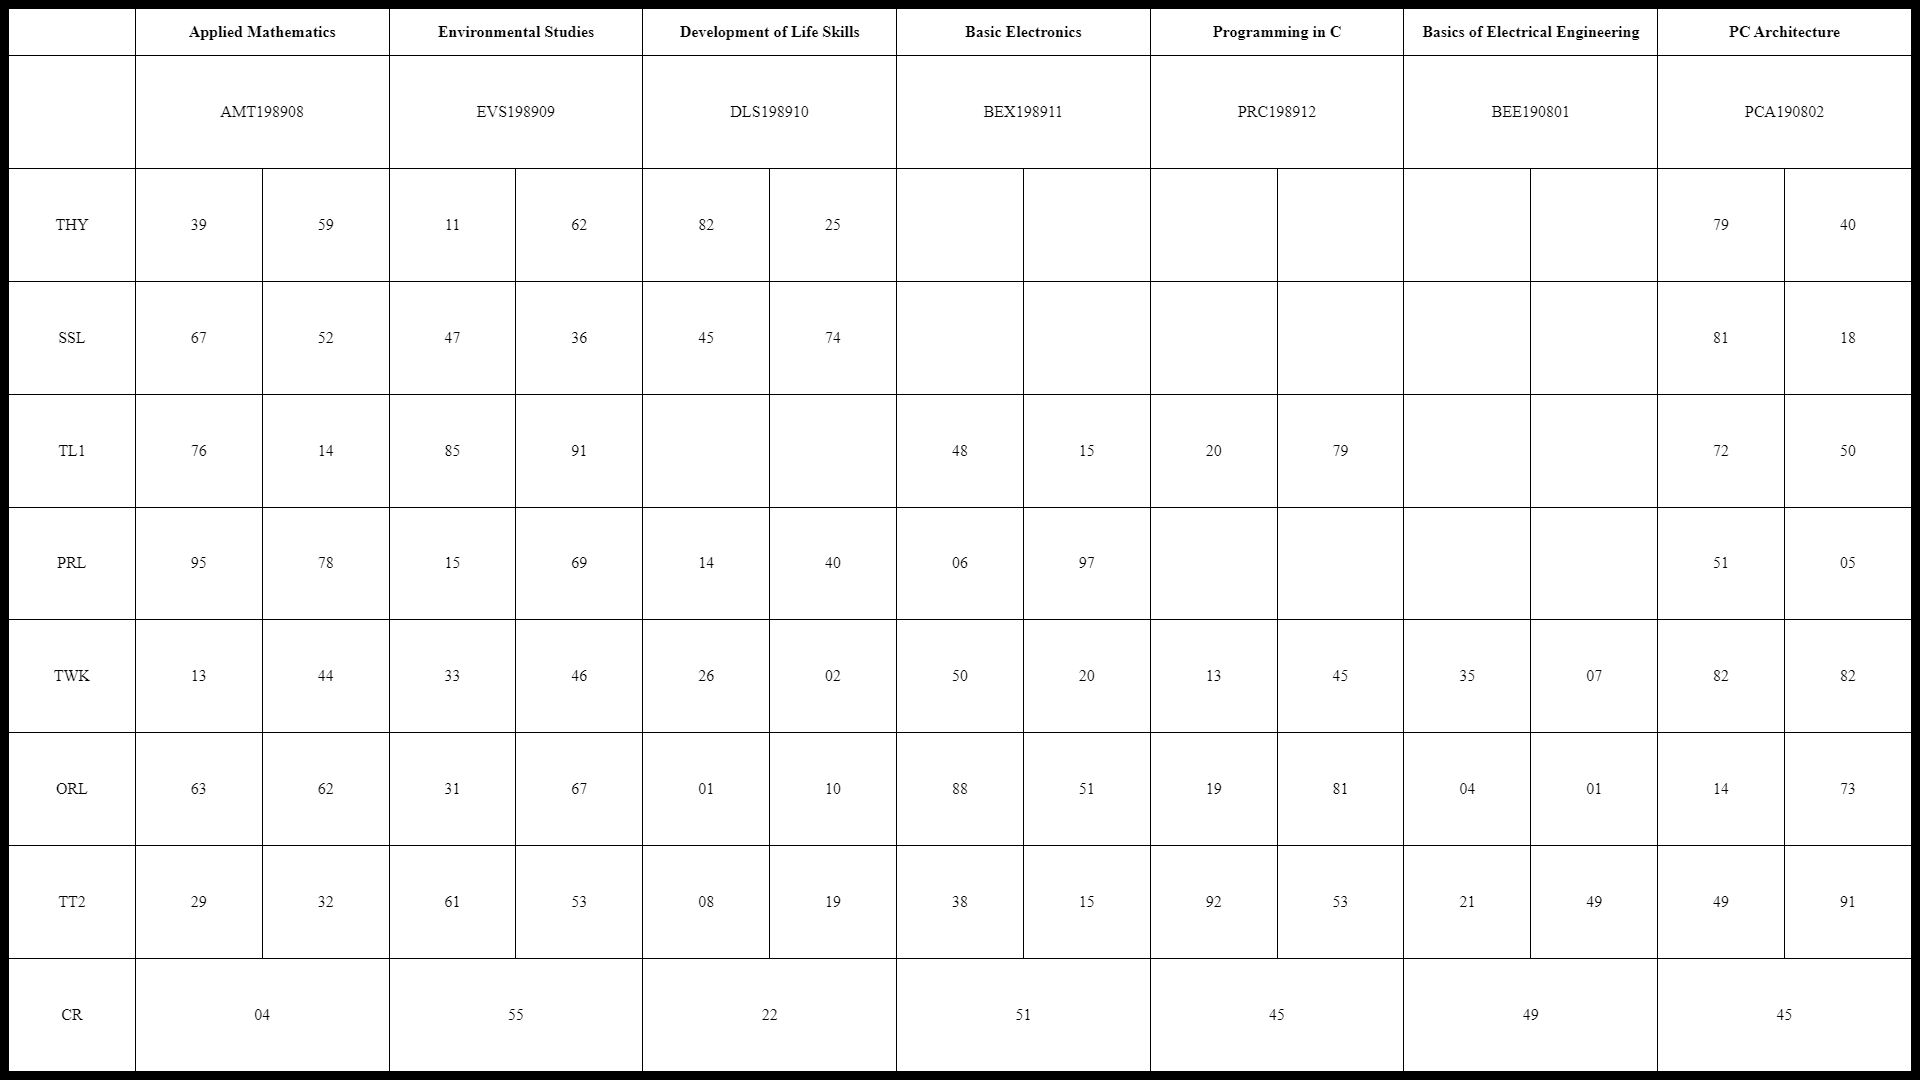 Applied Mathematics Environmental Studies Development of Life Skills Basic Electronics Programming in C Basics of Electrical Engineering PC Architecture
AMT198908 EVS198909 DLS198910 BEX198911 PRC198912 BEE190801 PCA190802
THY 39 59 11 62 82 25 79 40
SSL 67 52 47 36 45 74 81 18
TL1 76 14 85 91 48 15 20 79 72 50
PRL 95 78 15 69 14 40 06 97 51 05
TWK 13 44 33 46 26 02 50 20 13 45 35 07 82 82
ORL 63 62 31 67 01 10 88 51 19 81 04 01 14 73
TT2 29 32 61 53 08 19 38 15 92 53 21 49 49 91
CR 04 55 22 51 45 49 45